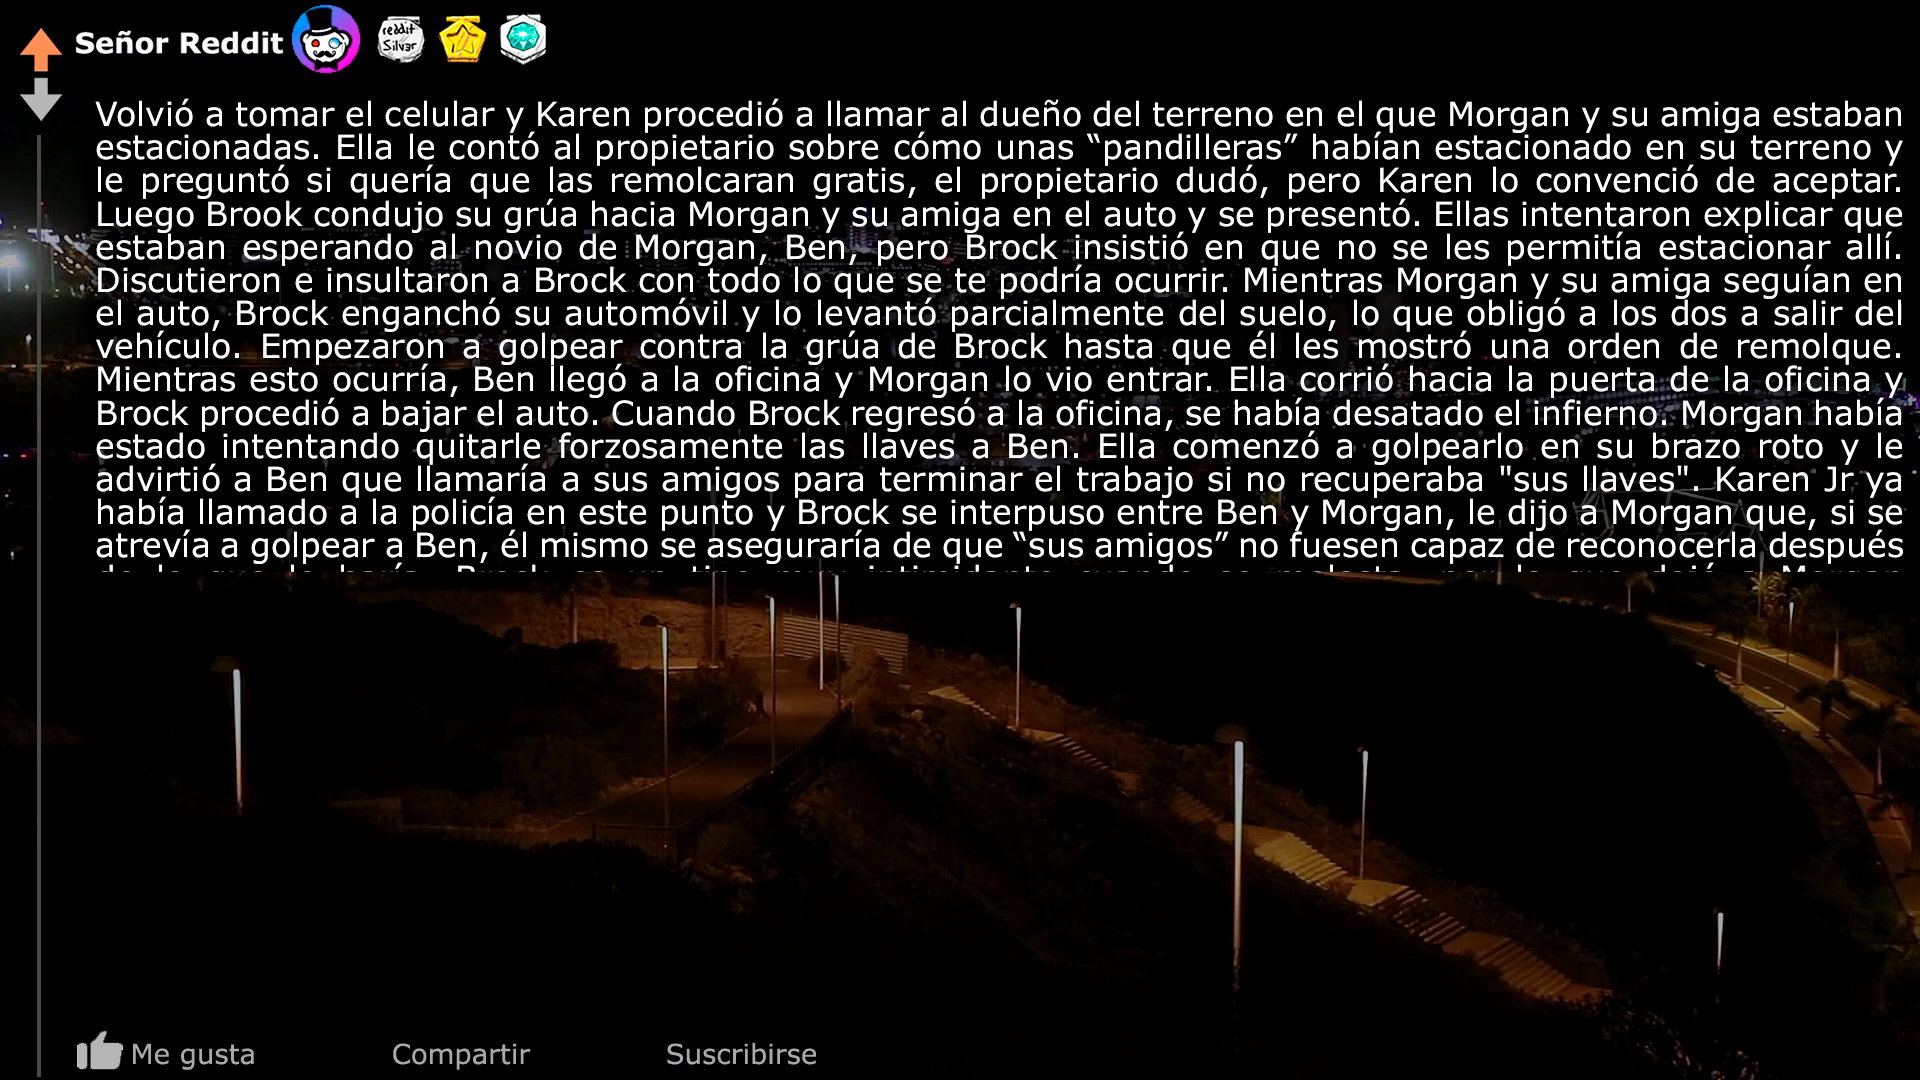 Señor Reddit
reddit
Silver
Volvió a tomar el celular y Karen procedió a llamar al dueño del terreno en el que Morgan y su amiga estaban
estacionadas. Ella le contó al propietario sobre cómo unas “pandilleras” habían estacionado en su terreno y
le preguntó si quería que las remolcaran gratis, el propietario dudó, pero Karen lo convenció de aceptar.
Luego Brook condujo su grúa hacia Morgan y su amiga en el auto y se presentó. Ellas intentaron explicar que
estaban esperando al novio de Morgan, Ben, pero Brock insistió en que no se les permitía estacionar allí.
Discutieron e insultaron a Brock con todo lo que se te podría ocurrir. Mientras Morgan y su amiga seguían en
el auto, Brock enganchó su automóvil y lo levantó parcialmente del suelo, lo que obligó a los dos a salir del
vehículo. Empezaron a golpear contra la grúa de Brock hasta que él les mostró una orden de remolque.
Mientras esto ocurría, Ben llegó a la oficina y Morgan lo vio entrar. Ella corrió hacia la puerta de la oficina y
Brock procedió a bajar el auto. Cuando Brock regresó a la oficina, se había desatado el infierno. Morgan había
estado intentando quitarle forzosamente las llaves a Ben. Ella comenzó a golpearlo en su brazo roto y le
advirtió a Ben que llamaría a sus amigos para terminar el trabajo si no recuperaba "sus llaves". Karen Jr ya
había llamado a la policía en este punto y Brock se interpuso entre Ben y Morgan, le dijo a Morgan que, si se
atrevía a golpear a Ben, él mismo se aseguraría de que “sus amigos” no fuesen capaz de reconocerla después
Me gusta
Compartir
Suscribirse